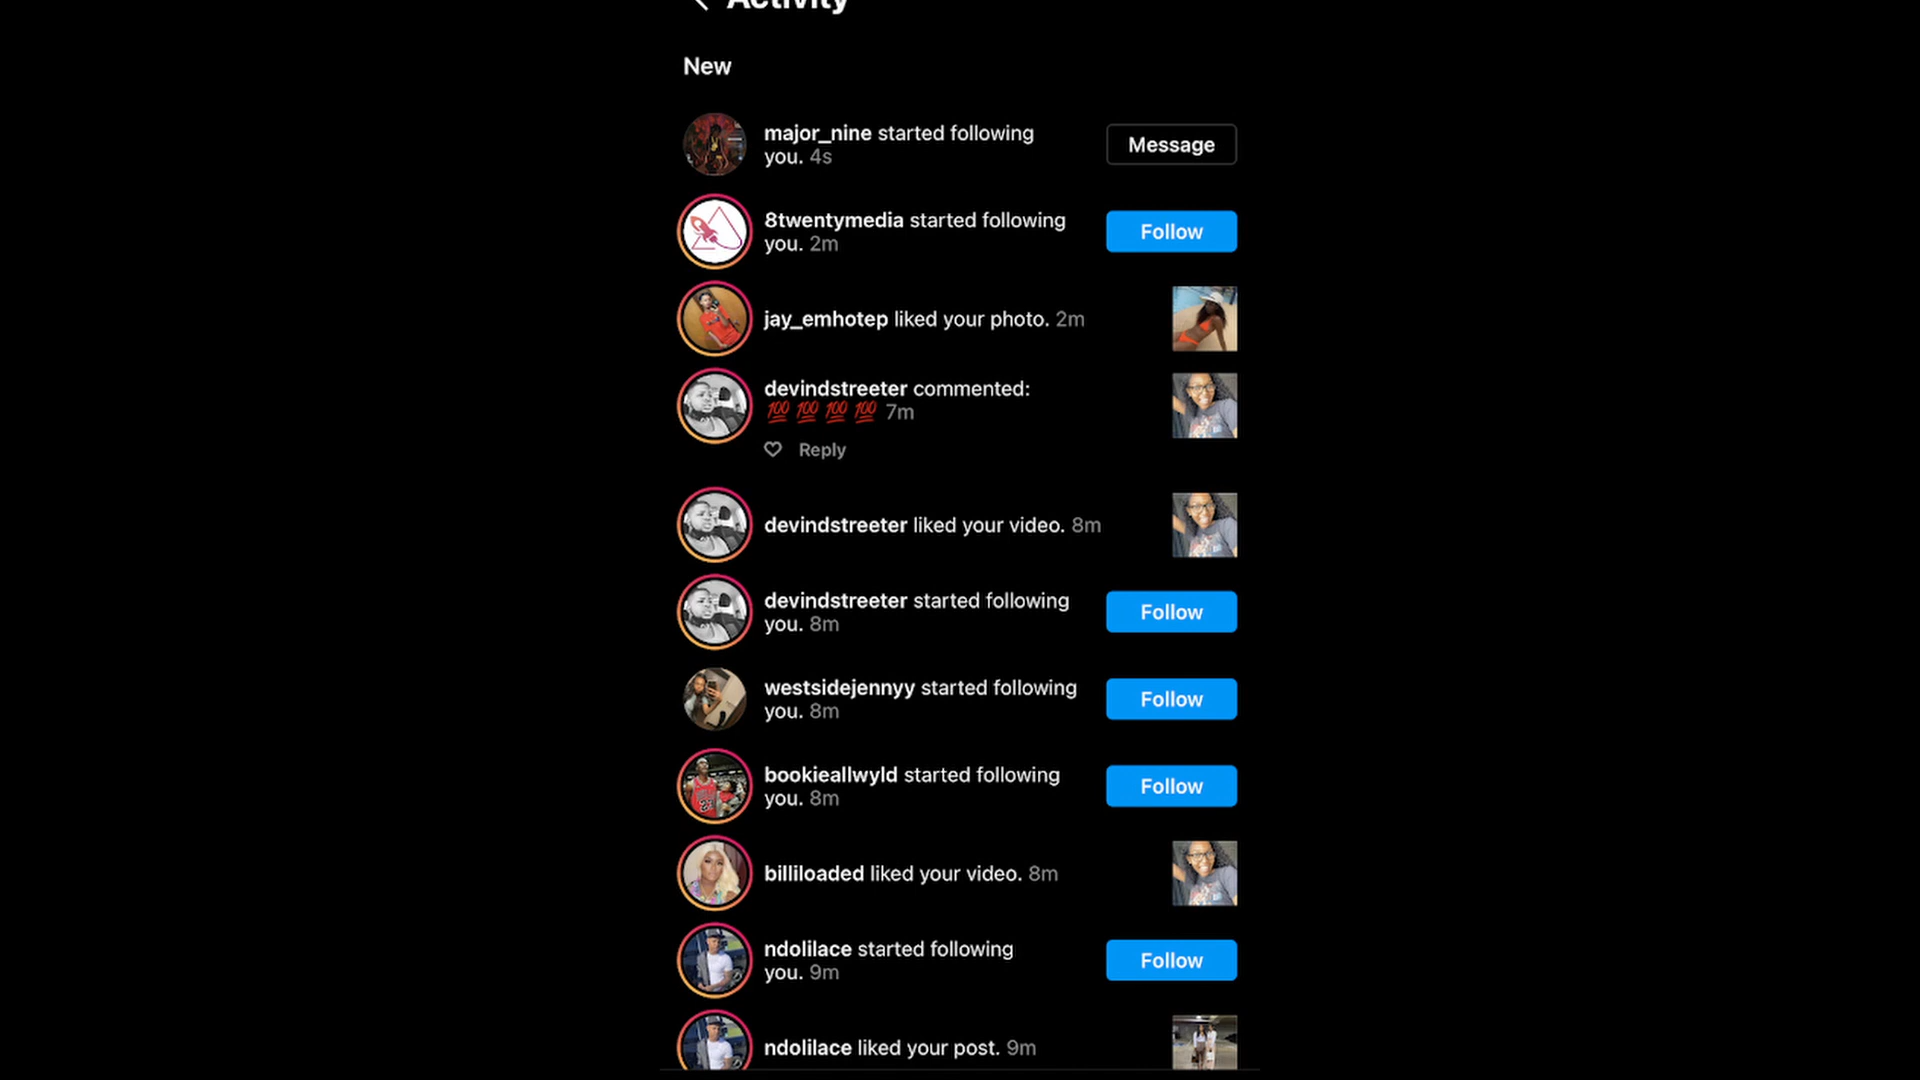 Activity
New
major_nine started following
you. 4s
Message
8twentymedia started following
you. 2m
Follow
jay_emhotep liked your photo. 2m
devindstreeter commented:
💯 💯 💯 💯 7m
Reply
devindstreeter liked your video. 8m
devindstreeter started following
you. 8m
Follow
westsidejennyy started following
you. 8m
Follow
bookieallwyld started following
you. 8m
Follow
billiloaded liked your video. 8m
ndolilace started following
you. 9m
Follow
ndolilace liked your post. 9m